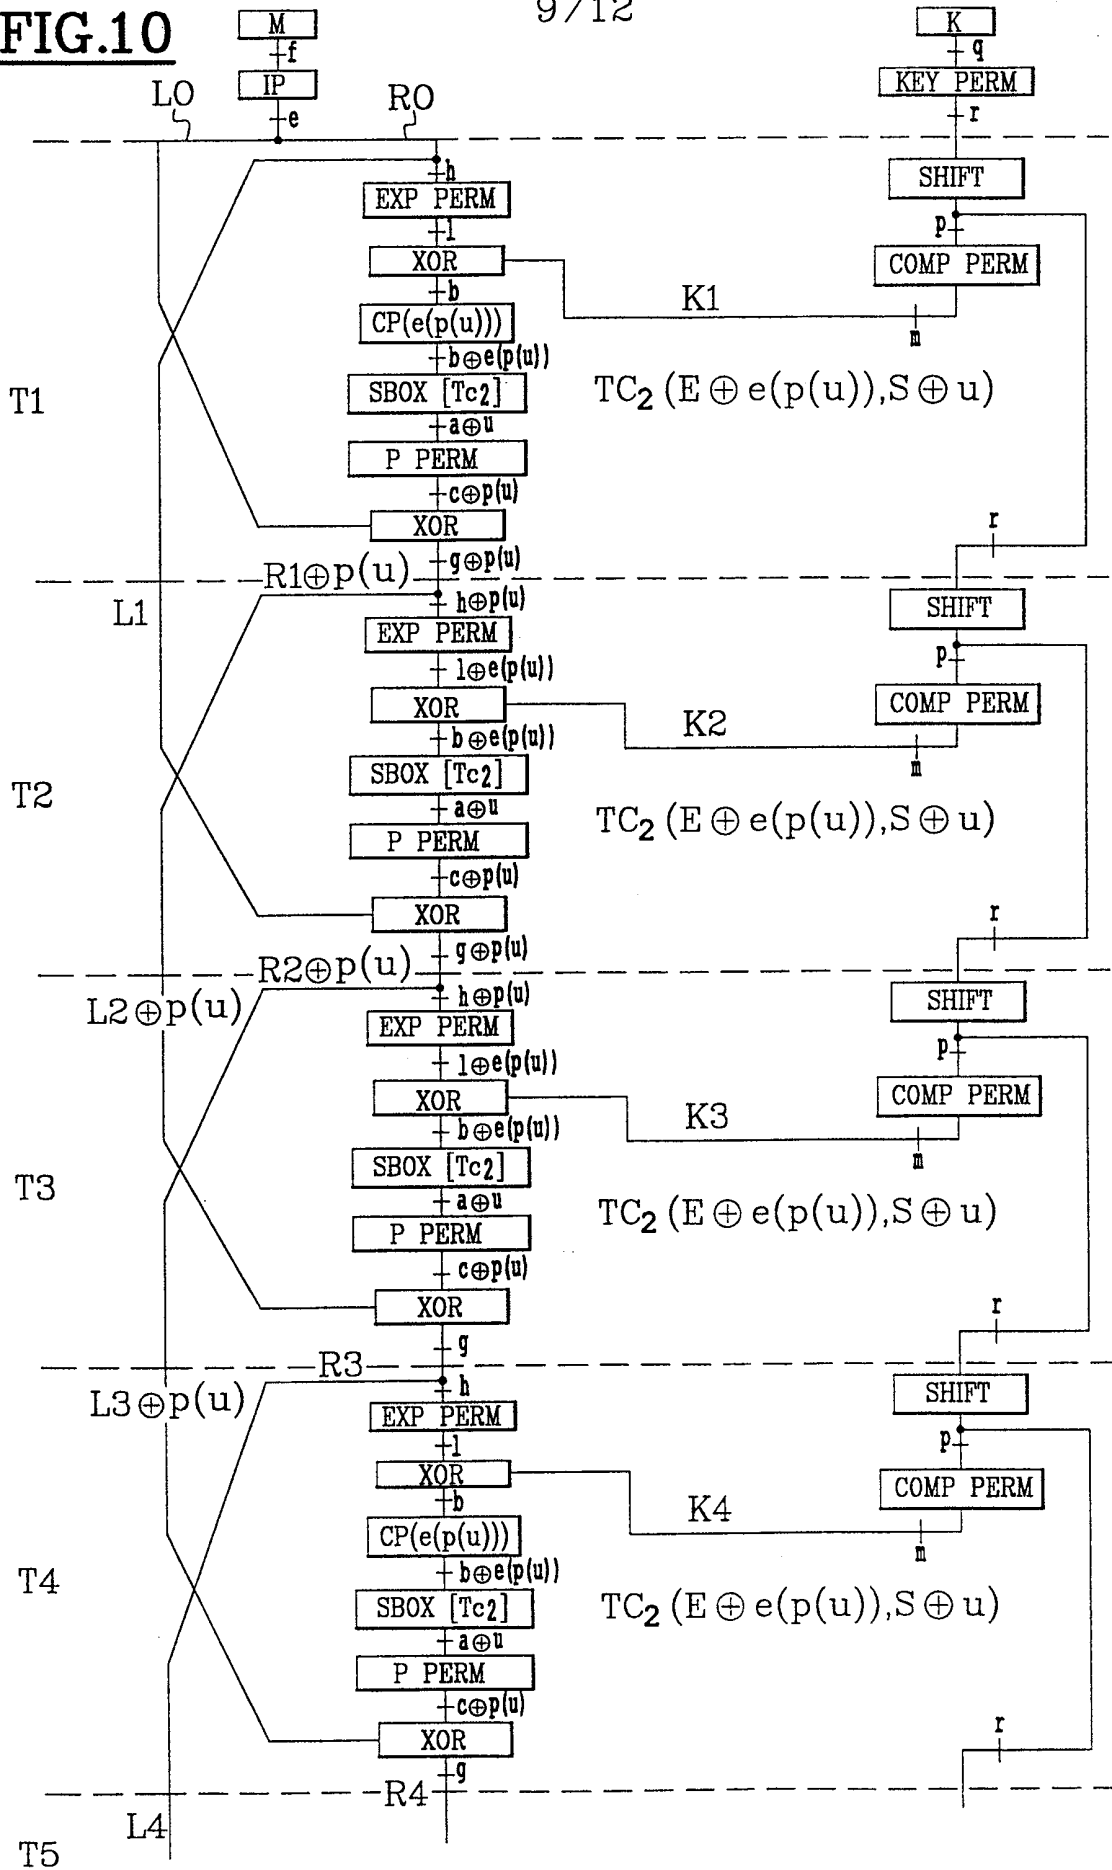 9/12
FIG.10
M
f
IP
e
L0
R0
K
q
KEY PERM
r
T1
h
EXP PERM
l
XOR
b
CP(e(p(u)))
b⊕e(p(u))
SBOX [Tc2]
a⊕u
P PERM
c⊕p(u)
XOR
g⊕p(u)
SHIFT
p
COMP PERM
m
K1
TC2 (E⊕e(p(u)),S⊕u)
r
R1⊕p(u)
L1
T2
h⊕p(u)
EXP PERM
l⊕e(p(u))
XOR
b⊕e(p(u))
SBOX [Tc2]
a⊕u
P PERM
c⊕p(u)
XOR
g⊕p(u)
SHIFT
p
COMP PERM
m
K2
TC2 (E⊕e(p(u)),S⊕u)
r
R2⊕p(u)
L2⊕p(u)
T3
h⊕p(u)
EXP PERM
l⊕e(p(u))
XOR
b⊕e(p(u))
SBOX [Tc2]
a⊕u
P PERM
c⊕p(u)
XOR
g
SHIFT
p
COMP PERM
m
K3
TC2 (E⊕e(p(u)),S⊕u)
r
R3
L3⊕p(u)
T4
h
EXP PERM
l
XOR
b
CP(e(p(u)))
b⊕e(p(u))
SBOX [Tc2]
a⊕u
P PERM
c⊕p(u)
XOR
g
SHIFT
p
COMP PERM
m
K4
TC2 (E⊕e(p(u)),S⊕u)
r
R4
L4
T5